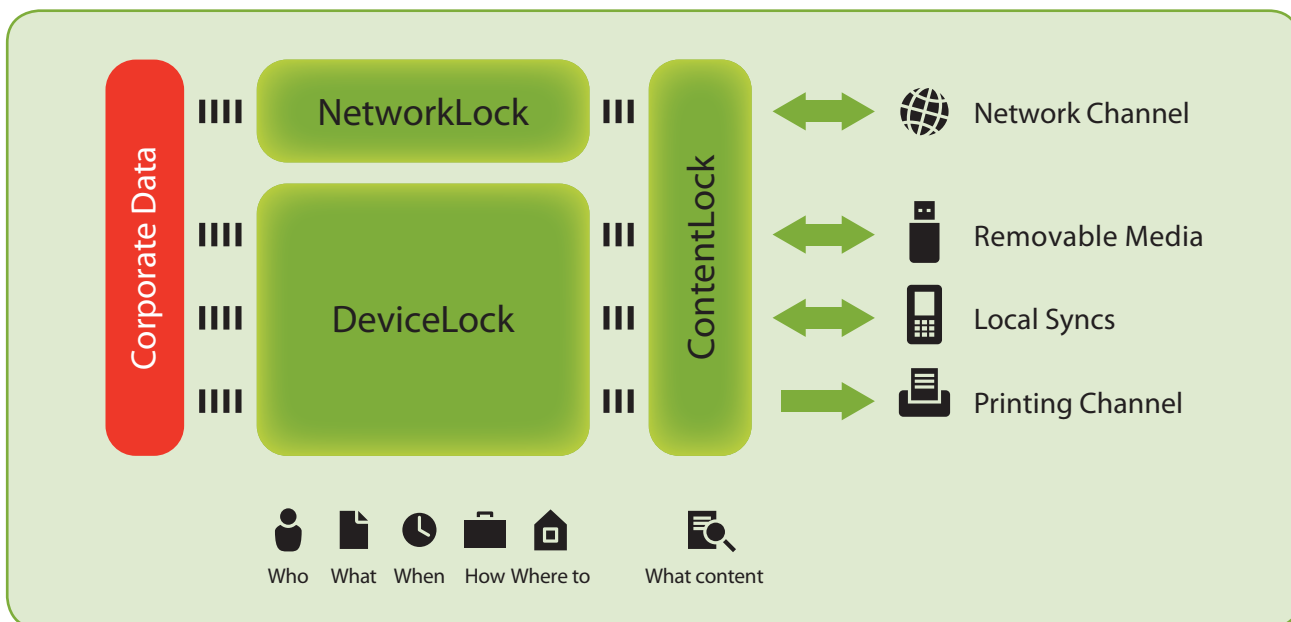 Corporate Data
NetworkLock
DeviceLock
ContentLock
Network Channel
Removable Media
Local Syncs
Printing Channel
Who What When How Where to
What content